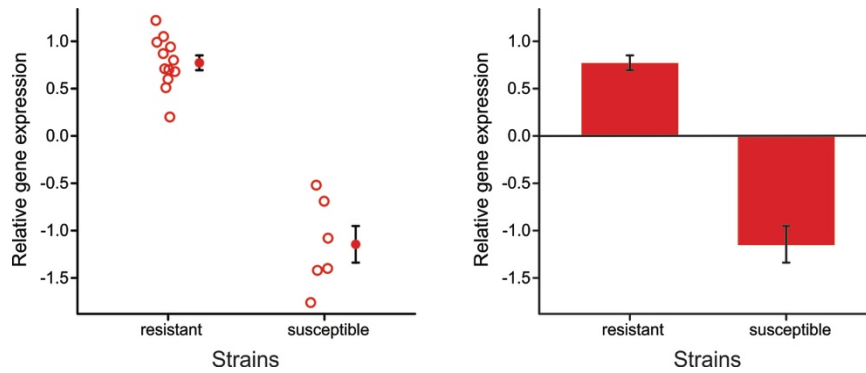 Relative gene expression
1.0
0.5
0.0
-0.5
-1.0
-1.5
resistant susceptible
Strains
Relative gene expression
1.0
0.5
0.0
-0.5
-1.0
-1.5
resistant susceptible
Strains